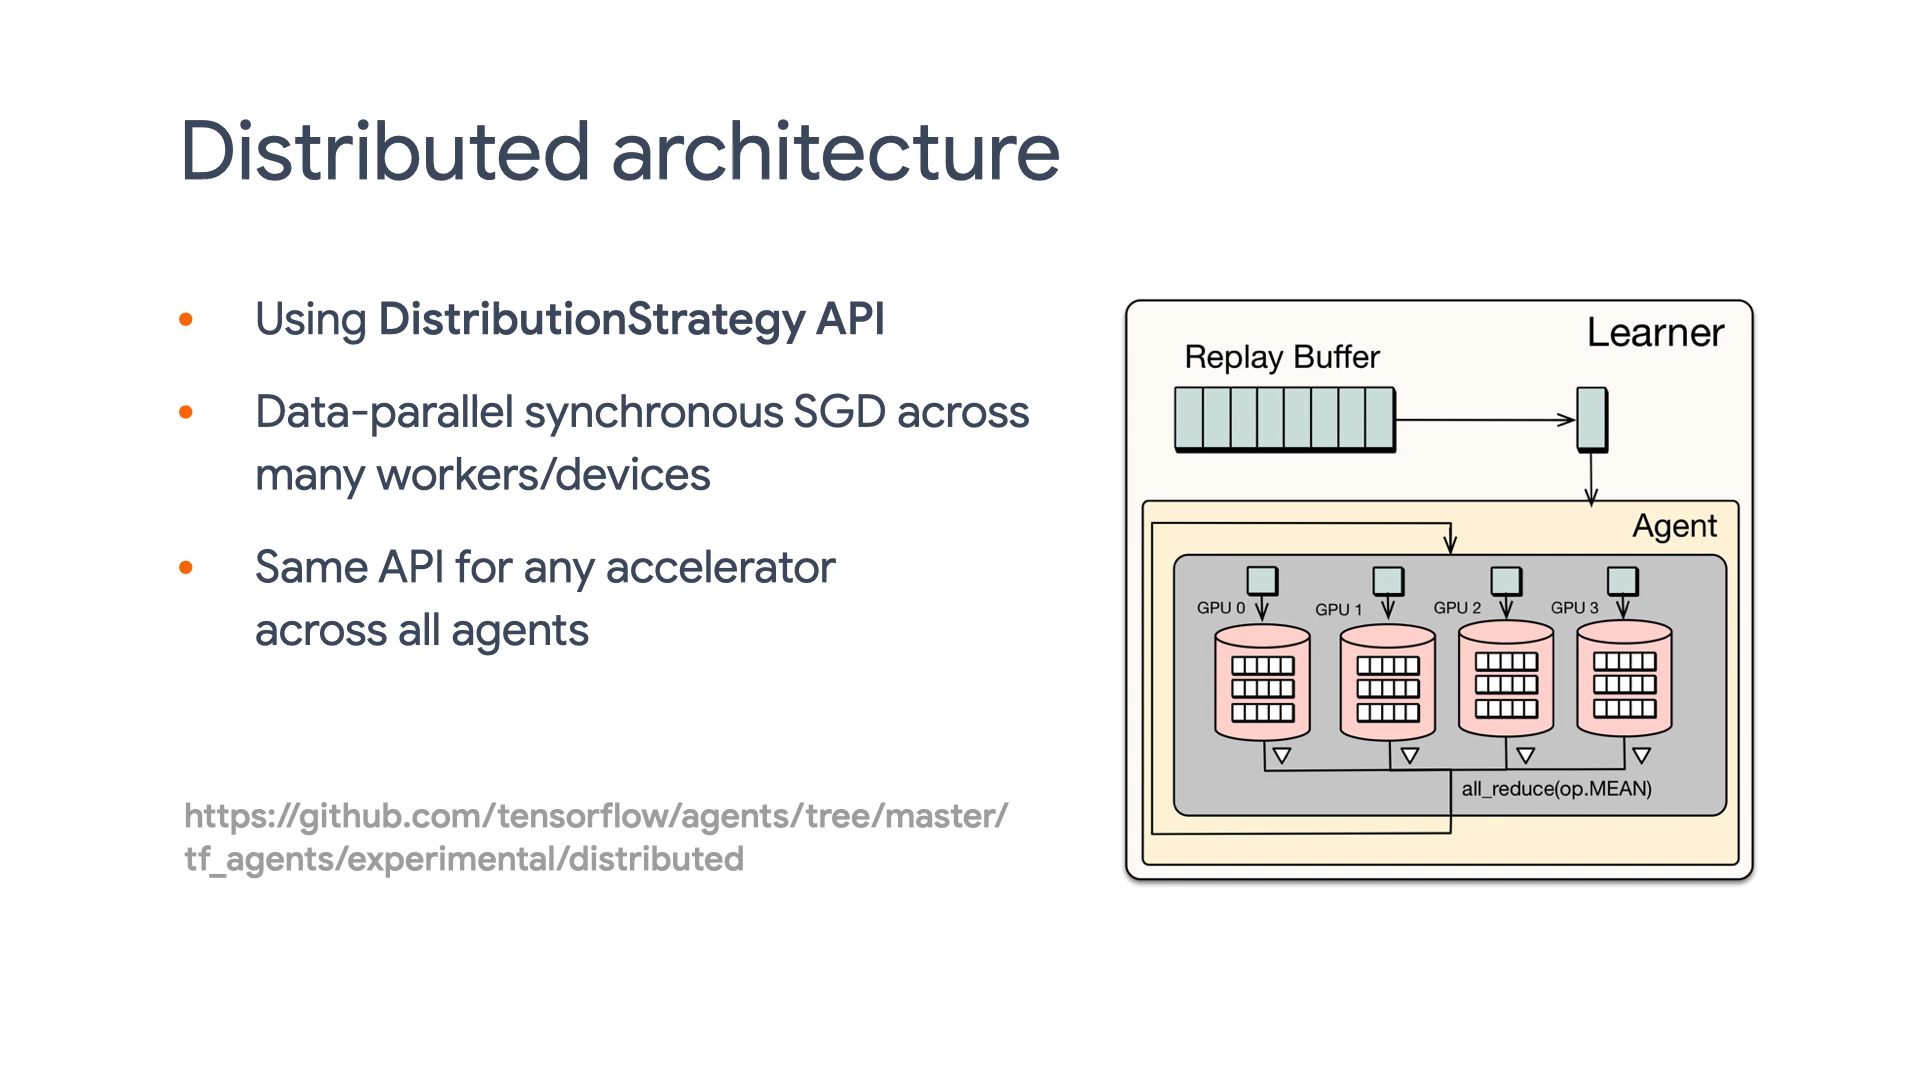 Distributed architecture
• Using DistributionStrategy API
• Data-parallel synchronous SGD across
many workers/devices
• Same API for any accelerator
across all agents
https://github.com/tensorflow/agents/tree/master/
tf_agents/experimental/distributed
Learner
Replay Buffer
Agent
GPU 0
GPU 1
GPU 2
GPU 3
all_reduce(op.MEAN)